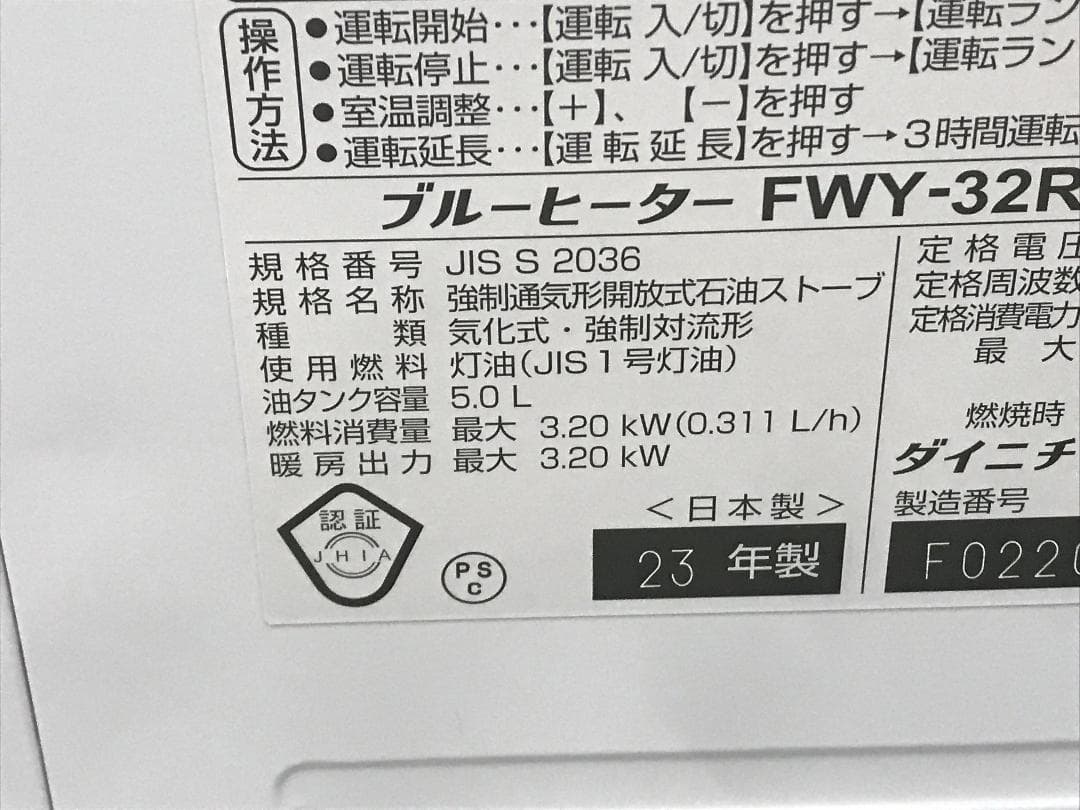 操作方法
●運転開始･･･【運転 入/切】を押す→【運転ラン
●運転停止･･･【運転 入/切】を押す→【運転ラン
●室温調整･･･【＋】、【－】を押す
●運転延長･･･【運転延長】を押す→3時間運転
ブルーヒーター FWY-32R
規格番号 JIS S 2036
規格名称 強制通気形開放式石油ストーブ
種類 気化式・強制対流形
使用燃料 灯油(JIS1号灯油)
油タンク容量 5.0 L
燃料消費量 最大 3.20 kW(0.311 L/h)
暖房出力 最大 3.20 kW
認証
JHIA
PS
C
＜日本製＞
23 年製
定格電圧
定格周波数
定格消費電力
最大
燃焼時
ダイニチ
製造番号
F0220